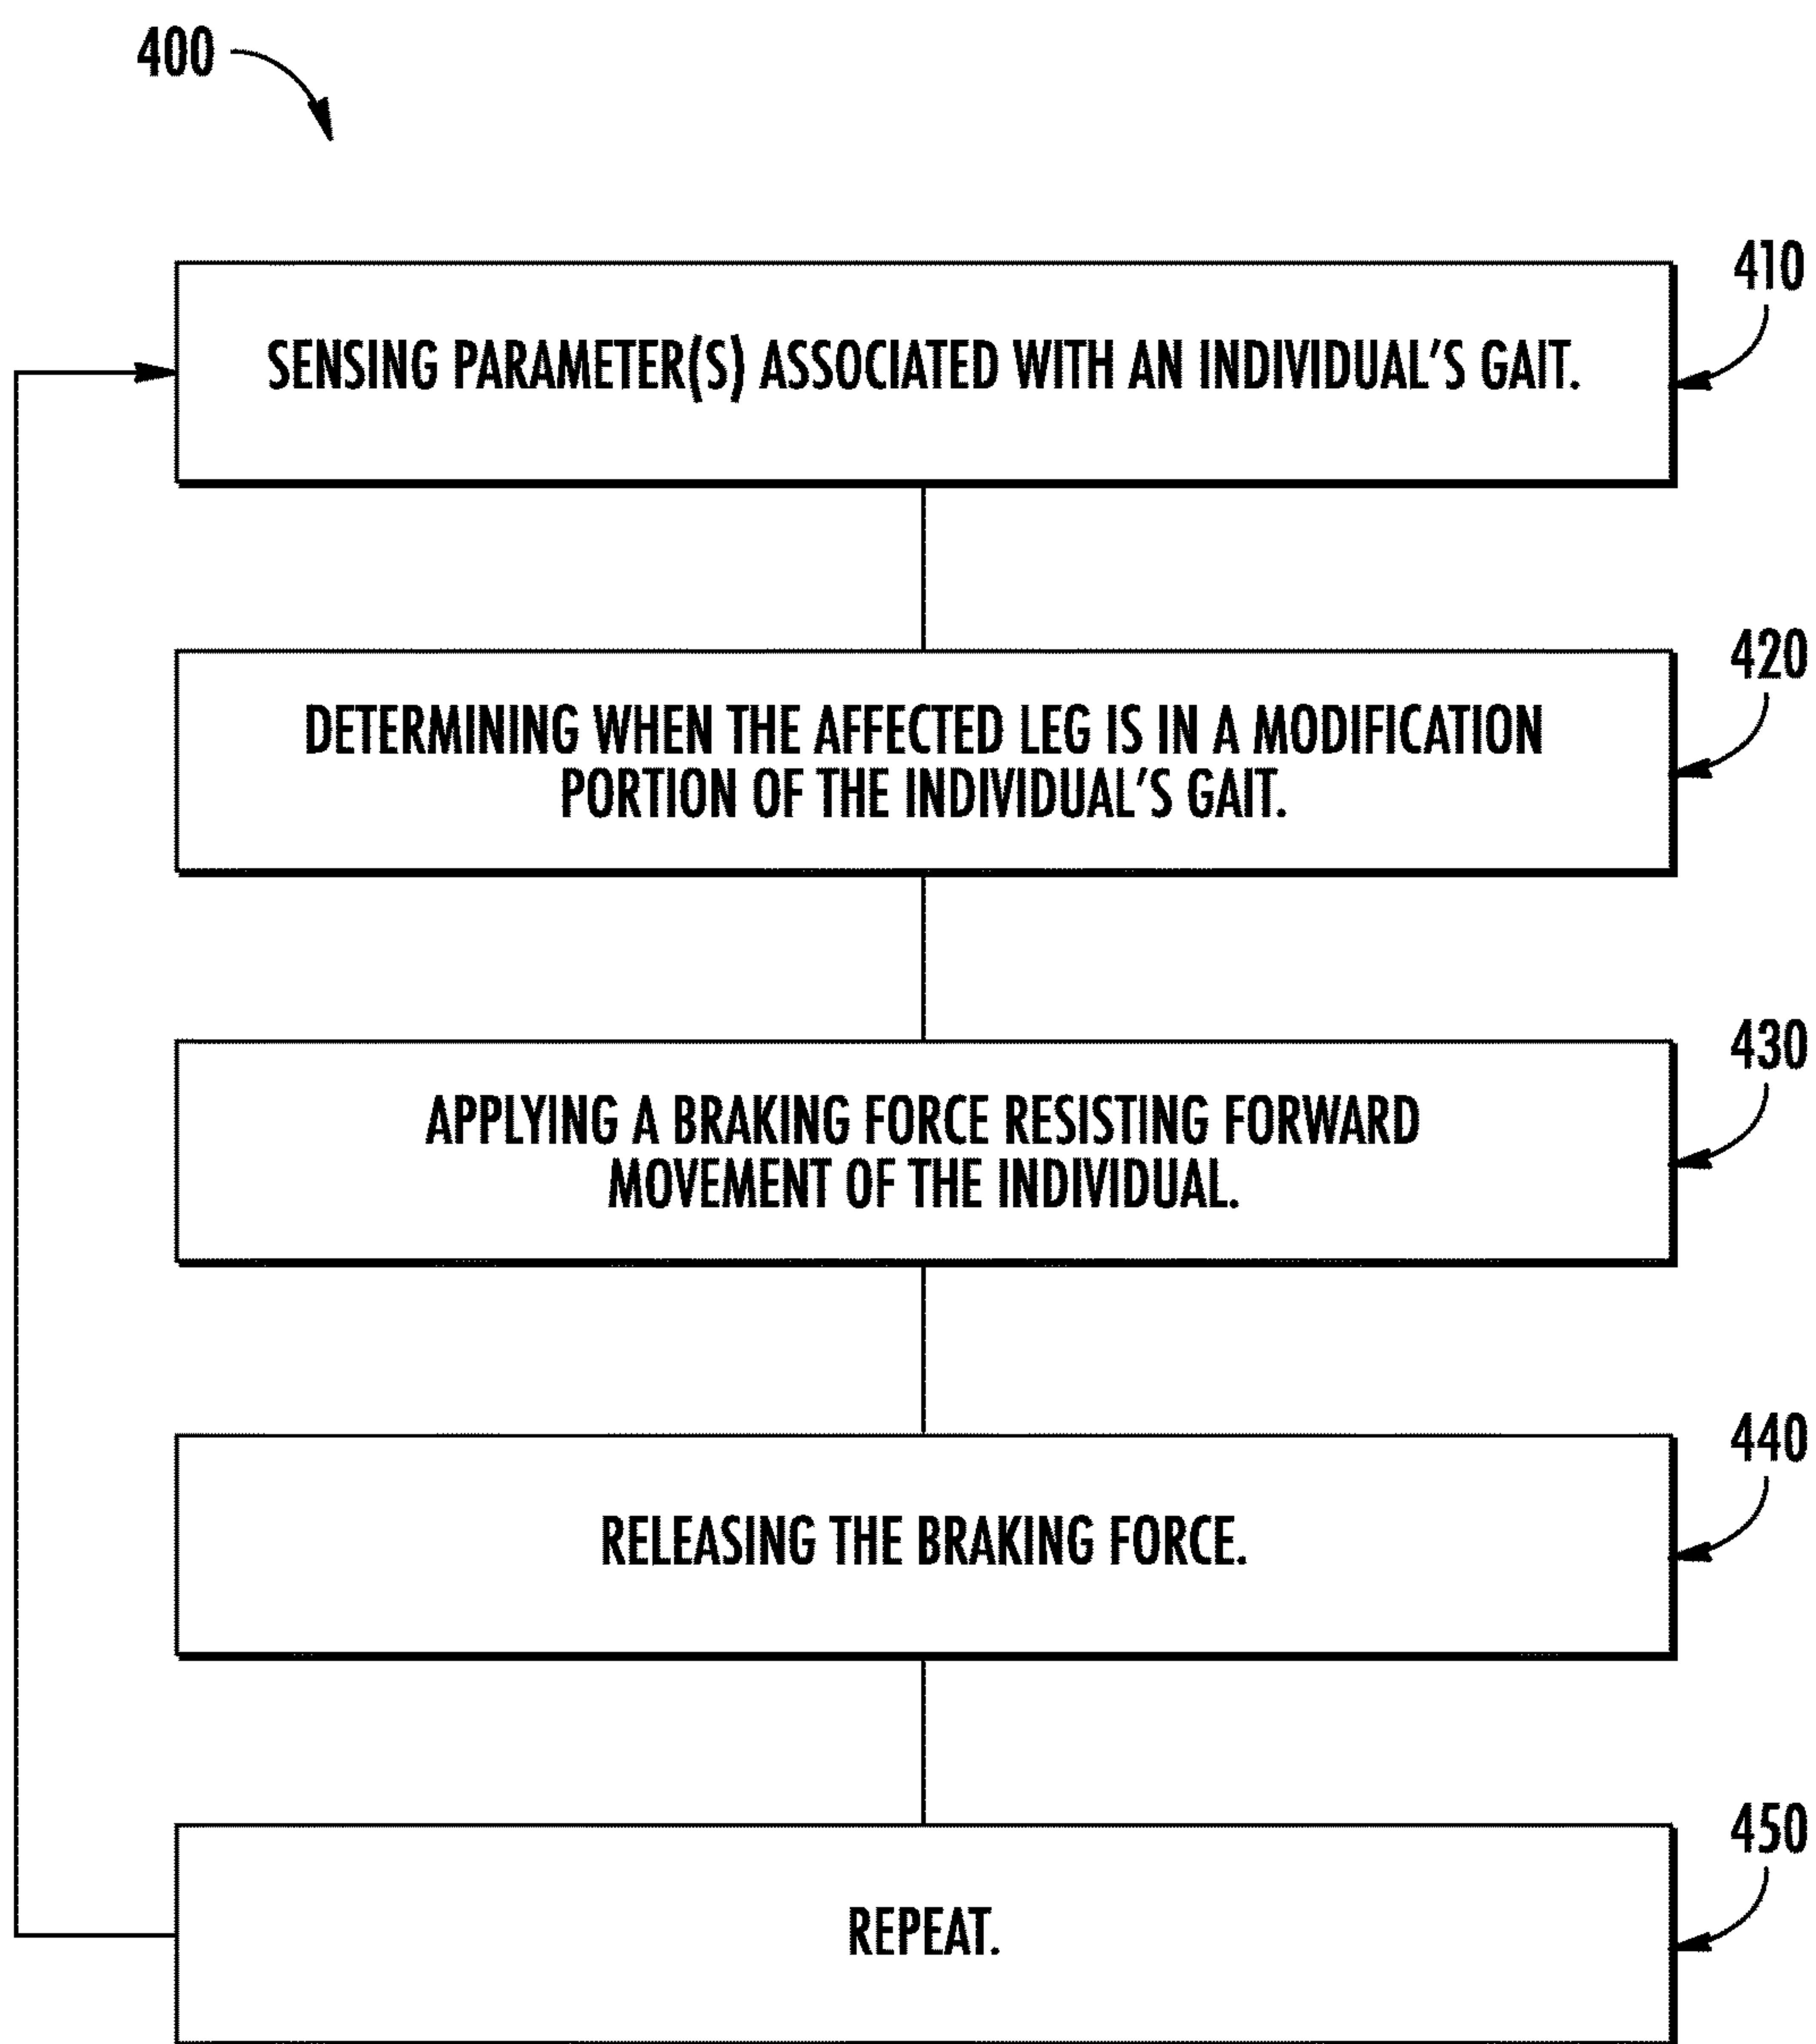 400
410
SENSING PARAMETER(S) ASSOCIATED WITH AN INDIVIDUAL'S GAIT.
420
DETERMINING WHEN THE AFFECTED LEG IS IN A MODIFICATION
PORTION OF THE INDIVIDUAL'S GAIT.
430
APPLYING A BRAKING FORCE RESISTING FORWARD
MOVEMENT OF THE INDIVIDUAL.
440
RELEASING THE BRAKING FORCE.
450
REPEAT.